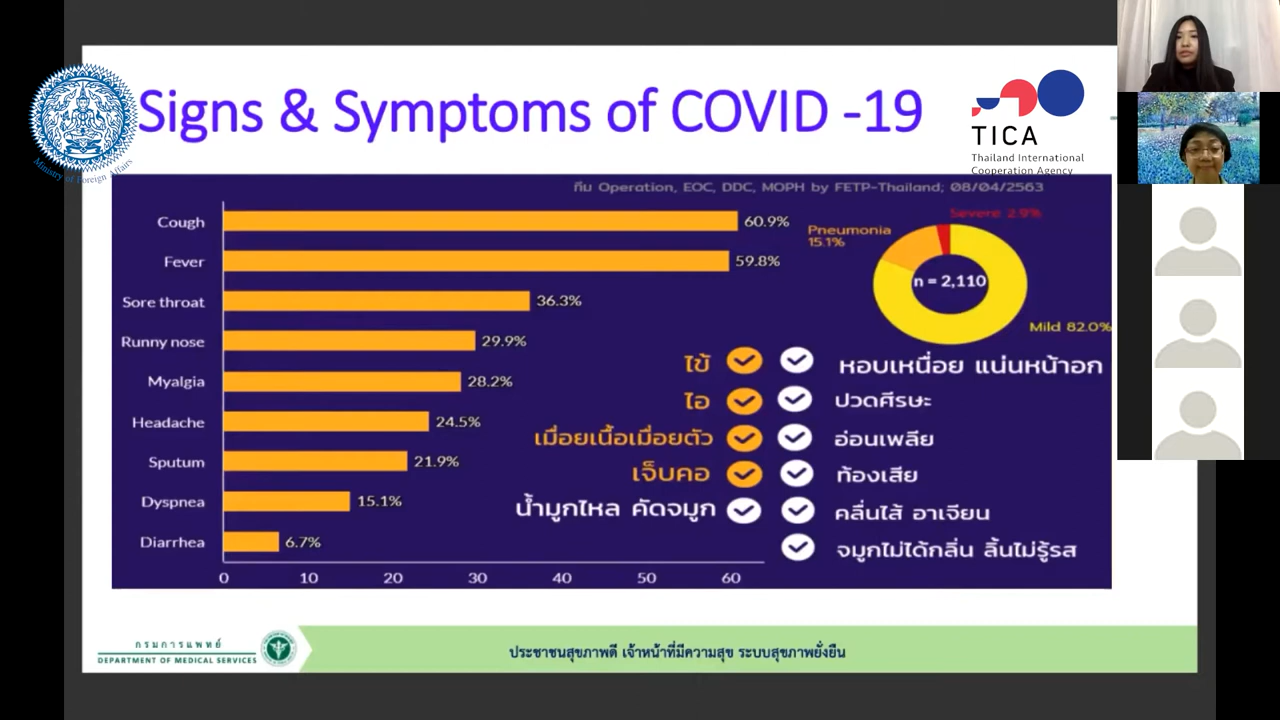 Signs & Symptoms of COVID -19
Ministry of Foreign Affairs
TICA
Thailand International
Cooperation Agency
ทีม Operation, EOC, DDC, MOPH by FETP-Thailand; 08/04/2563
Cough 60.9%
Fever 59.8%
Sore throat 36.3%
Runny nose 29.9%
Myalgia 28.2%
Headache 24.5%
Sputum 21.9%
Dyspnea 15.1%
Diarrhea 6.7%
0 10 20 30 40 50 60
Severe 2.9%
Pneumonia
15.1%
n = 2,110
Mild 82.0%
ไข้
ไอ
เมื่อยเนื้อเมื่อยตัว
เจ็บคอ
น้ำมูกไหล คัดจมูก
หอบเหนื่อย แน่นหน้าอก
ปวดศีรษะ
อ่อนเพลีย
ท้องเสีย
คลื่นไส้ อาเจียน
จมูกไม่ได้กลิ่น ลิ้นไม่รู้รส
กรมการแพทย์
DEPARTMENT OF MEDICAL SERVICES
ประชาชนสุขภาพดี เจ้าหน้าที่มีความสุข ระบบสุขภาพยั่งยืน